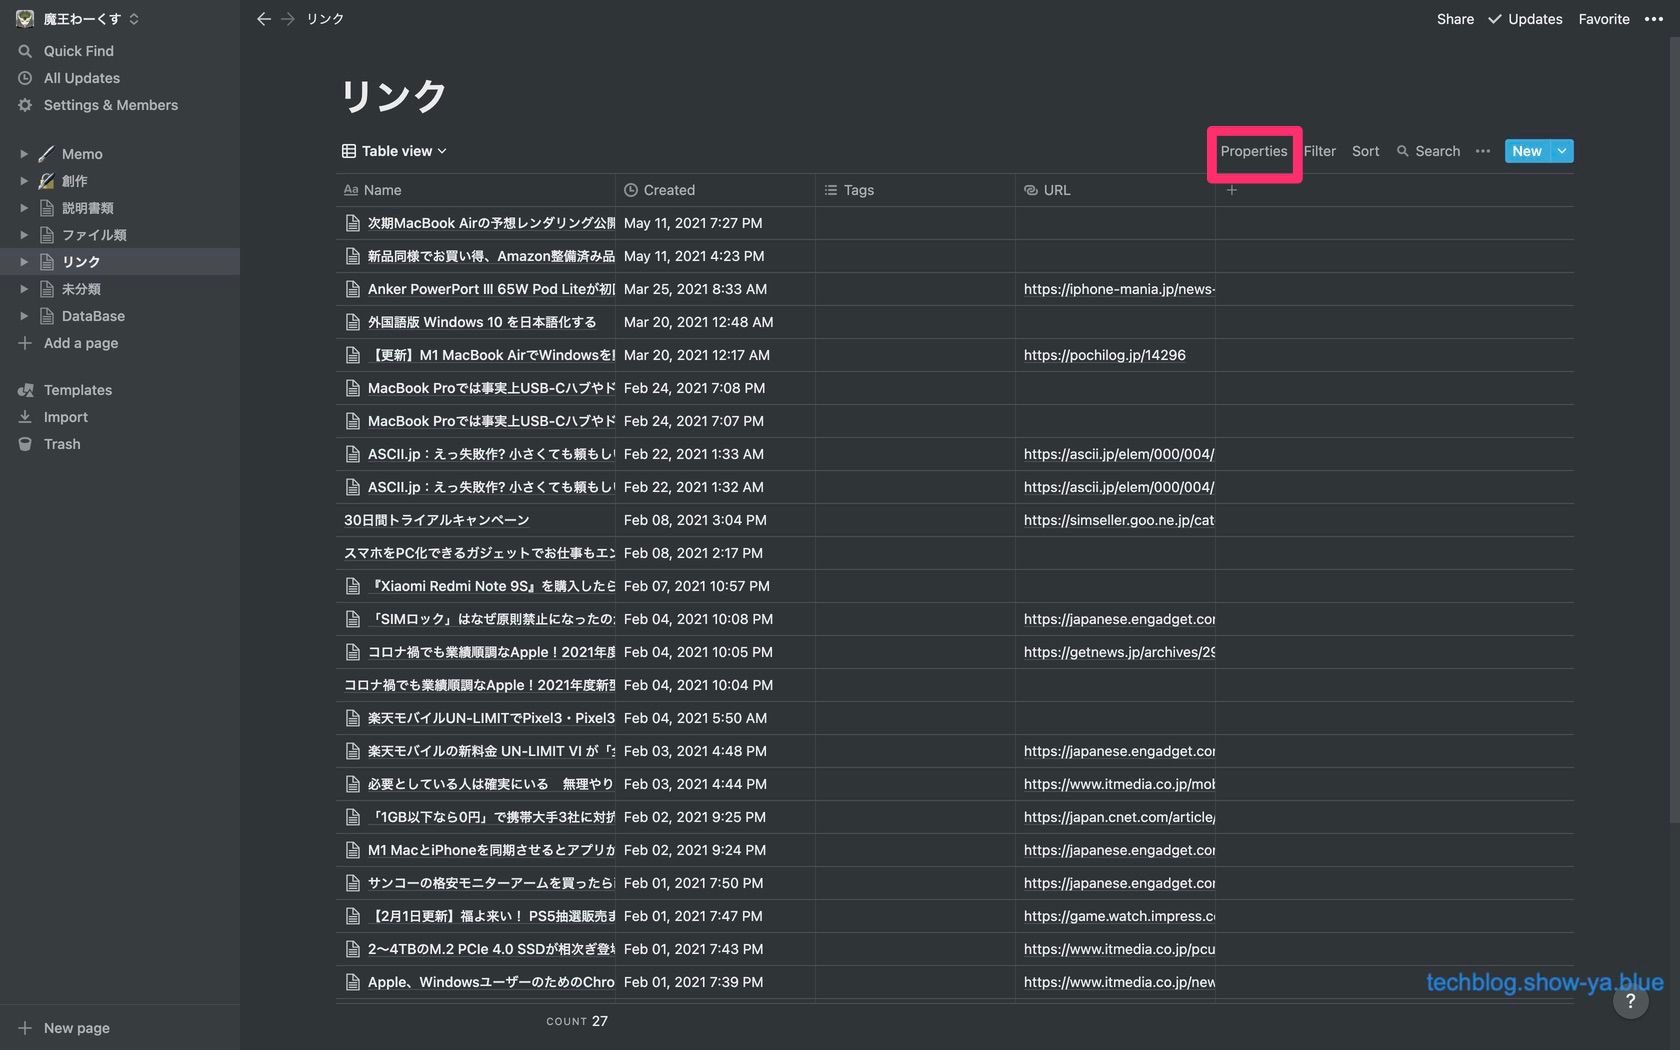 魔王わーくす
リンク
Share Updates Favorite
Quick Find
All Updates
Settings & Members
Memo
創作
説明書類
ファイル類
リンク
未分類
DataBase
Add a page
Templates
Import
Trash
New page
リンク
Table view
Properties Filter Sort Search New
Aa Name Created Tags URL
次期MacBook Airの予想レンダリング公開 May 11, 2021 7:27 PM
新品同様でお買い得、Amazon整備済み品 May 11, 2021 4:23 PM
Anker PowerPort III 65W Pod Liteが初回 Mar 25, 2021 8:33 AM https://iphone-mania.jp/news-
外国語版 Windows 10 を日本語化する Mar 20, 2021 12:48 AM
【更新】M1 MacBook AirでWindowsを Mar 20, 2021 12:17 AM https://pochilog.jp/14296
MacBook Proでは事実上USB-Cハブやド Feb 24, 2021 7:08 PM
MacBook Proでは事実上USB-Cハブやド Feb 24, 2021 7:07 PM
ASCII.jp：えっ失敗作? 小さくても頼もしい Feb 22, 2021 1:33 AM https://ascii.jp/elem/000/004/
ASCII.jp：えっ失敗作? 小さくても頼もしい Feb 22, 2021 1:32 AM https://ascii.jp/elem/000/004/
30日間トライアルキャンペーン Feb 08, 2021 3:04 PM https://simseller.goo.ne.jp/cat
スマホをPC化できるガジェットでお仕事もエン Feb 08, 2021 2:17 PM
『Xiaomi Redmi Note 9S』を購入したら Feb 07, 2021 10:57 PM
「SIMロック」はなぜ原則禁止になったのか Feb 04, 2021 10:08 PM https://japanese.engadget.cor
コロナ禍でも業績順調なApple！2021年度 Feb 04, 2021 10:05 PM https://getnews.jp/archives/29
コロナ禍でも業績順調なApple！2021年度新型 Feb 04, 2021 10:04 PM
楽天モバイルUN-LIMITでPixel3・Pixel3 Feb 04, 2021 5:50 AM
楽天モバイルの新料金 UN-LIMIT VI が「全 Feb 03, 2021 4:48 PM https://japanese.engadget.cor
必要としている人は確実にいる　無理やり Feb 03, 2021 4:44 PM https://www.itmedia.co.jp/mob
「1GB以下なら0円」で携帯大手3社に対抗 Feb 02, 2021 9:25 PM https://japan.cnet.com/article/
M1 MacとiPhoneを同期させるとアプリが Feb 02, 2021 9:24 PM https://japanese.engadget.cor
サンコーの格安モニターアームを買ったらi Feb 01, 2021 7:50 PM https://japanese.engadget.cor
【2月1日更新】福よ来い！ PS5抽選販売ま Feb 01, 2021 7:47 PM https://game.watch.impress.co
2〜4TBのM.2 PCIe 4.0 SSDが相次ぎ登場 Feb 01, 2021 7:43 PM https://www.itmedia.co.jp/pcu
Apple、WindowsユーザーのためのChro Feb 01, 2021 7:39 PM https://www.itmedia.co.jp/new
COUNT 27
techblog.show-ya.blue
?